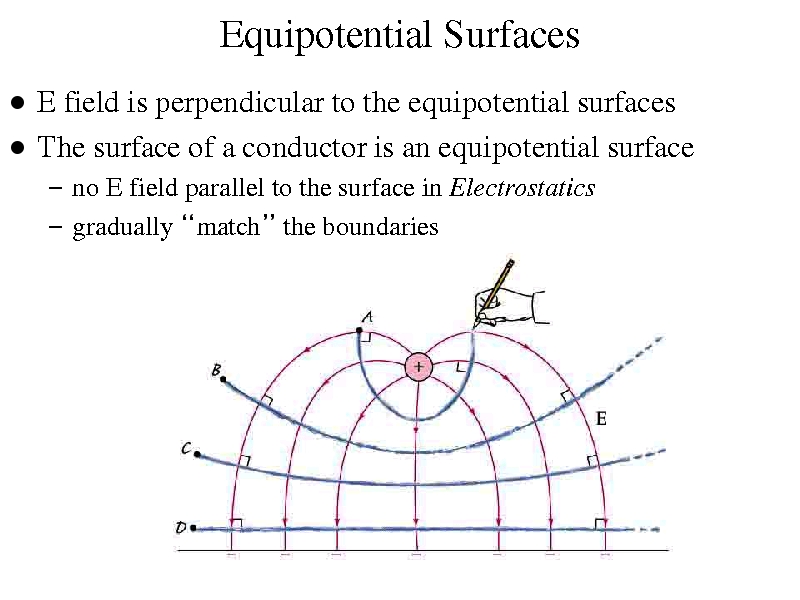 Equipotential Surfaces
● E field is perpendicular to the equipotential surfaces
● The surface of a conductor is an equipotential surface
– no E field parallel to the surface in Electrostatics
– gradually “match” the boundaries
A
+
B
E
C
D